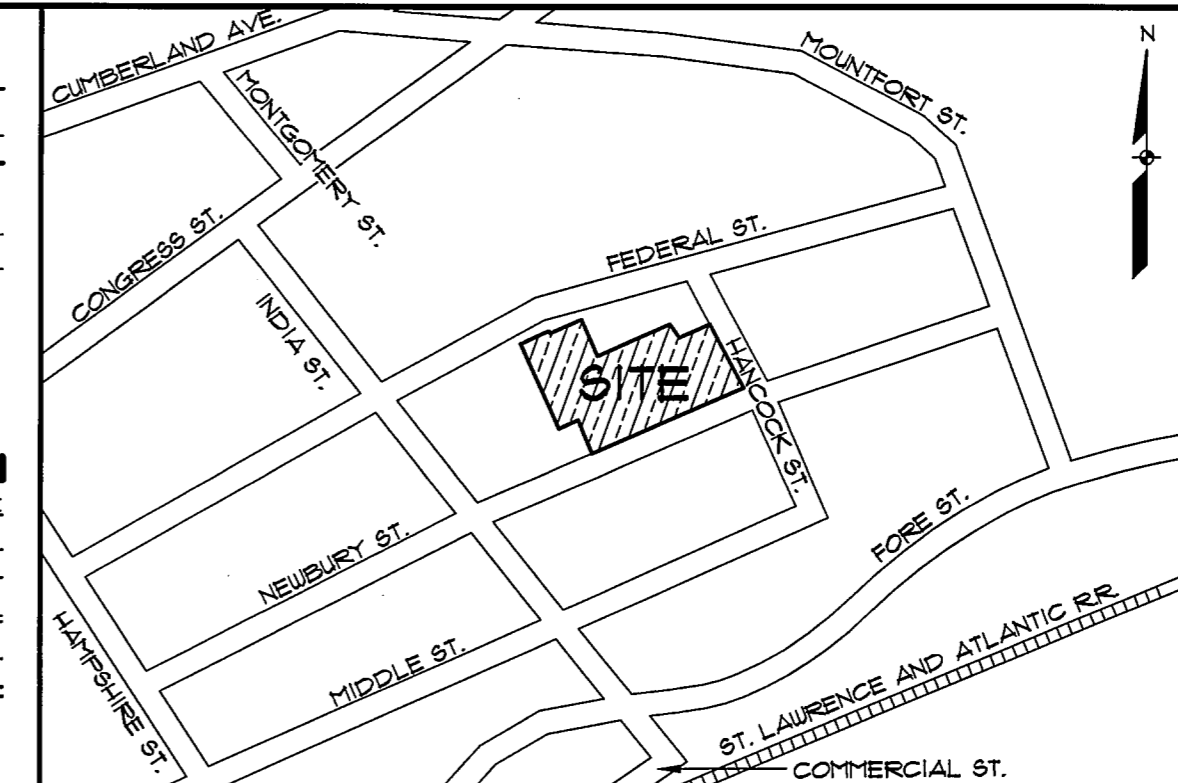 CUMBERLAND AVE.
MOUNTFORT ST.
N
MONTGOMERY ST.
CONGRESS ST.
FEDERAL ST.
INDIA ST.
SITE
HANCOCK ST.
NEWBURY ST.
FORE ST.
HAMPSHIRE ST.
MIDDLE ST.
ST. LAWRENCE AND ATLANTIC RR
COMMERCIAL ST.